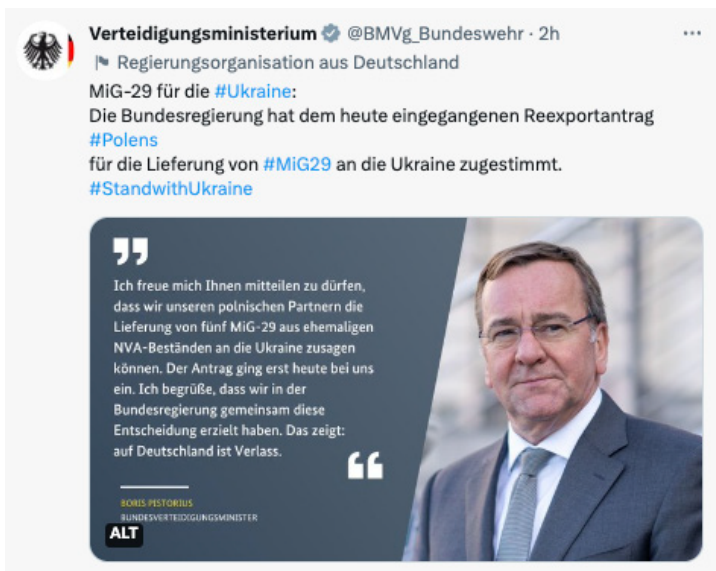 Verteidigungsministerium @BMVg_Bundeswehr · 2h
Regierungsorganisation aus Deutschland
MiG-29 für die #Ukraine:
Die Bundesregierung hat dem heute eingegangenen Reexportantrag
#Polens
für die Lieferung von #MiG29 an die Ukraine zugestimmt.
#StandwithUkraine
Ich freue mich Ihnen mitteilen zu dürfen,
dass wir unseren polnischen Partnern die
Lieferung von fünf MiG-29 aus ehemaligen
NVA-Beständen an die Ukraine zusagen
können. Der Antrag ging erst heute bei uns
ein. Ich begrüße, dass wir in der
Bundesregierung gemeinsam diese
Entscheidung erzielt haben. Das zeigt:
auf Deutschland ist Verlass.
BORIS PISTORIUS
BUNDESVERTEIDIGUNGSMINISTER
ALT